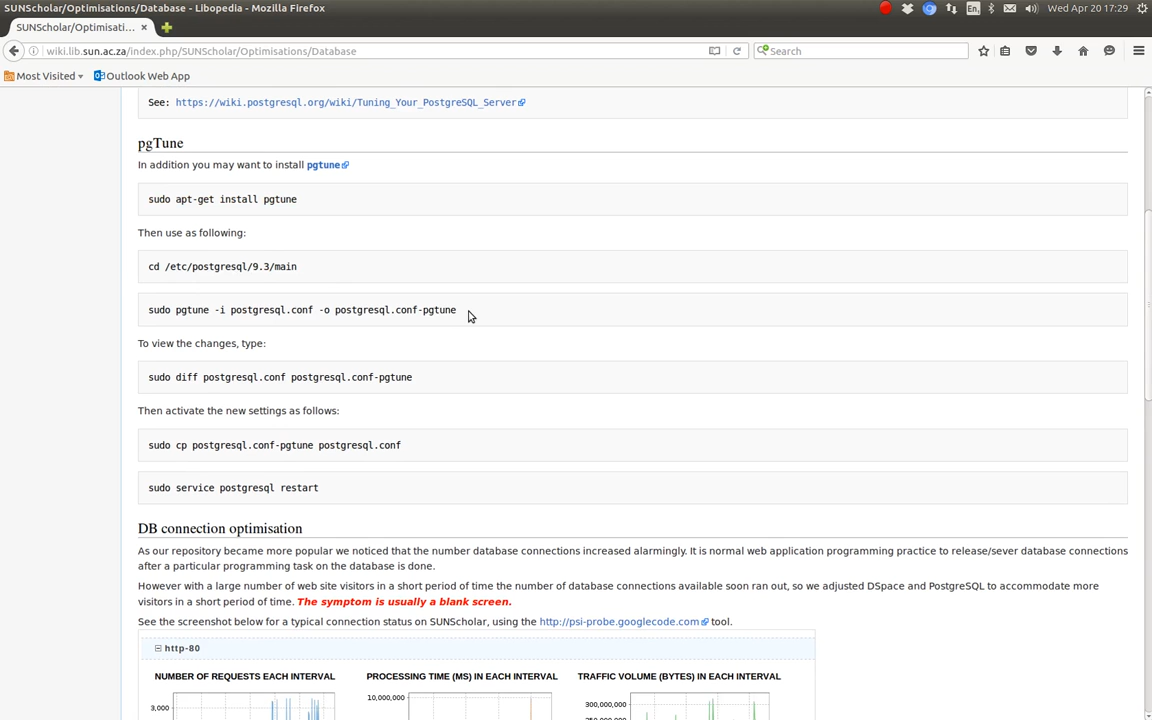 SUNScholar/Optimisations/Database - Libopedia - Mozilla Firefox
En
Wed Apr 20 17:29
SUNScholar/Optimisati...
wiki.lib.sun.ac.za/index.php/SUNScholar/Optimisations/Database
Search
Most Visited
Outlook Web App
See: https://wiki.postgresql.org/wiki/Tuning_Your_PostgreSQL_Server
pgTune
In addition you may want to install pgtune
sudo apt-get install pgtune
Then use as following:
cd /etc/postgresql/9.3/main
sudo pgtune -i postgresql.conf -o postgresql.conf-pgtune
To view the changes, type:
sudo diff postgresql.conf postgresql.conf-pgtune
Then activate the new settings as follows:
sudo cp postgresql.conf-pgtune postgresql.conf
sudo service postgresql restart
DB connection optimisation
As our repository became more popular we noticed that the number database connections increased alarmingly. It is normal web application programming practice to release/sever database connections
after a particular programming task on the database is done.
However with a large number of web site visitors in a short period of time the number of database connections available soon ran out, so we adjusted DSpace and PostgreSQL to accommodate more
visitors in a short period of time. The symptom is usually a blank screen.
See the screenshot below for a typical connection status on SUNScholar, using the http://psi-probe.googlecode.com tool.
http-80
NUMBER OF REQUESTS EACH INTERVAL
PROCESSING TIME (MS) IN EACH INTERVAL
TRAFFIC VOLUME (BYTES) IN EACH INTERVAL
3,000
10,000,000
300,000,000